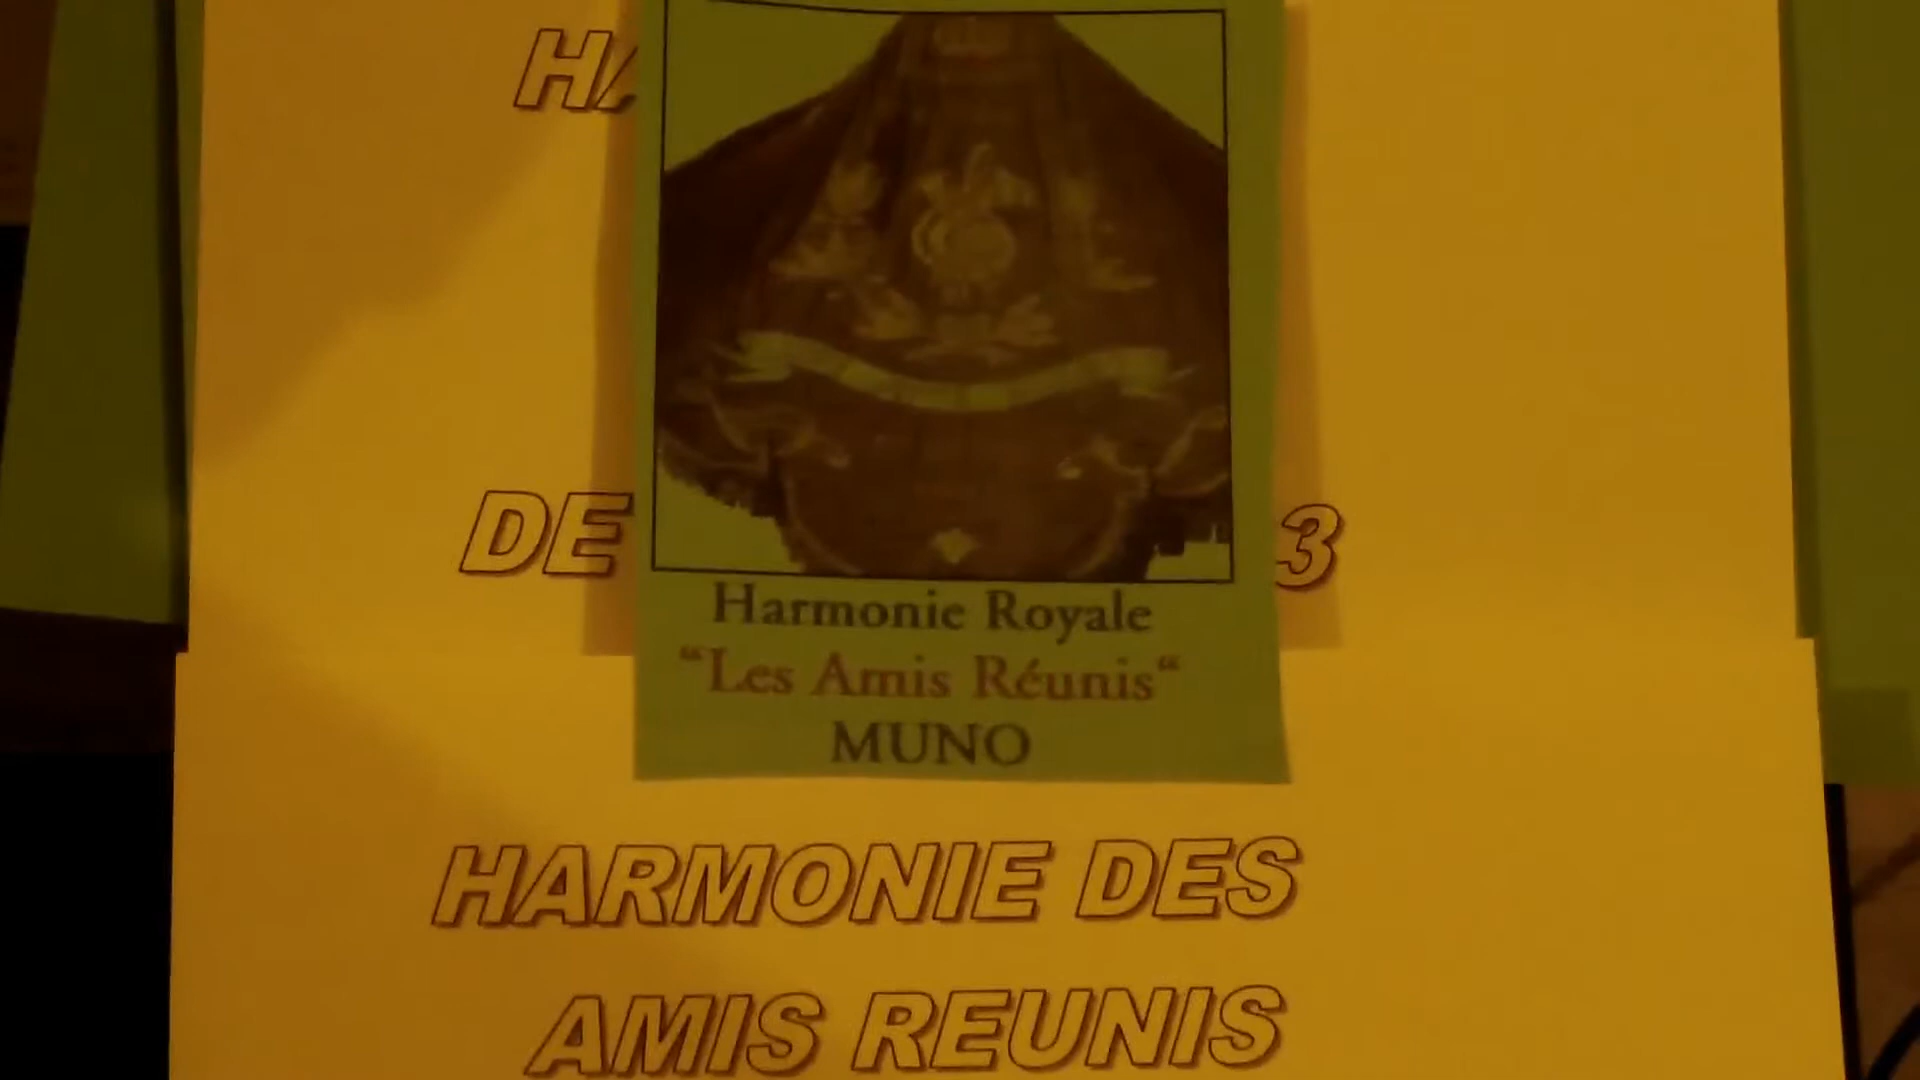 HA
DE 3
Harmonie Royale
“Les Amis Réunis“
MUNO
HARMONIE DES
AMIS REUNIS